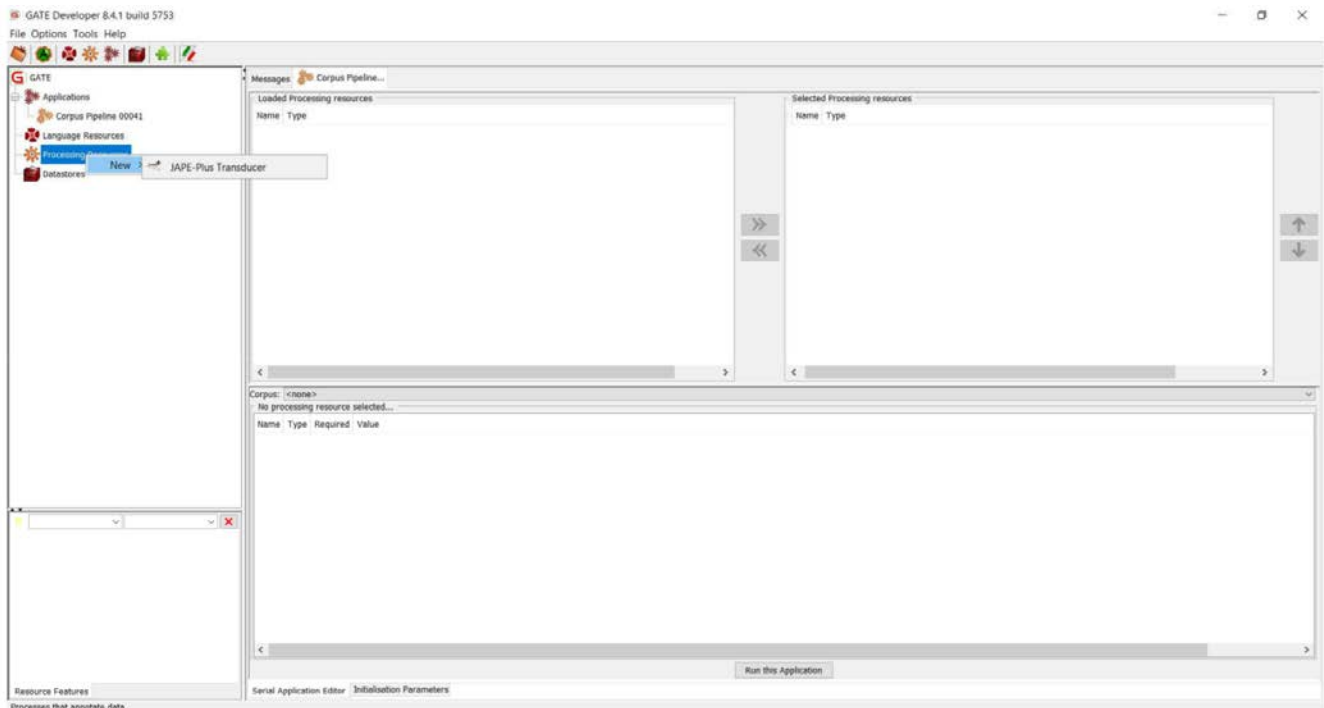 GATE Developer 8.4.1 build 5753
File Options Tools Help
GATE
Applications
Corpus Pipeline 00041
Language Resources
Processing
New
JAPE-Plus Transducer
Datastores
Messages Corpus Pipeline...
Loaded Processing resources
Name Type
Selected Processing resources
Name Type
Corpus: <none>
No processing resource selected...
Name Type Required Value
Run this Application
Serial Application Editor Initialisation Parameters
Resource Features
Processes that annotate data.